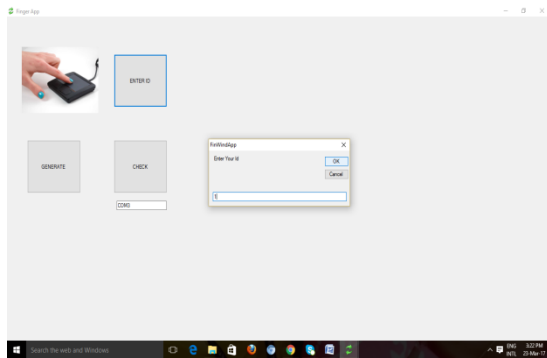 Finger App
ENTER ID
FinWindApp
Enter Your Id
OK
Cancel
1
GENERATE
CHECK
COM3
Search the web and Windows
ENG 3:22 PM
INTL 23-Mar-17